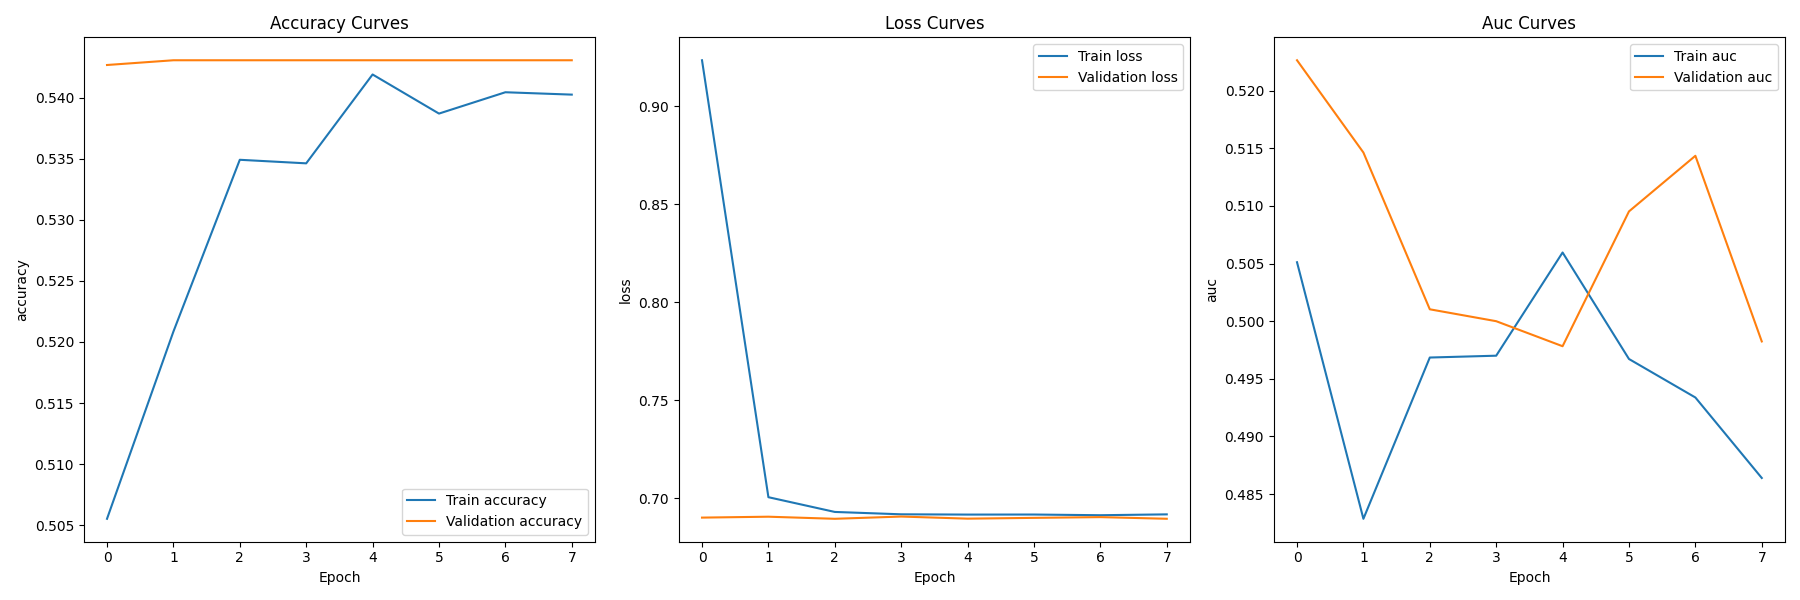 Accuracy Curves
accuracy
0.540
0.535
0.530
0.525
0.520
0.515
0.510
0.505
Train accuracy
Validation accuracy
0 1 2 3 4 5 6 7
Epoch
Loss Curves
loss
0.90
0.85
0.80
0.75
0.70
Train loss
Validation loss
0 1 2 3 4 5 6 7
Epoch
Auc Curves
auc
0.520
0.515
0.510
0.505
0.500
0.495
0.490
0.485
Train auc
Validation auc
0 1 2 3 4 5 6 7
Epoch